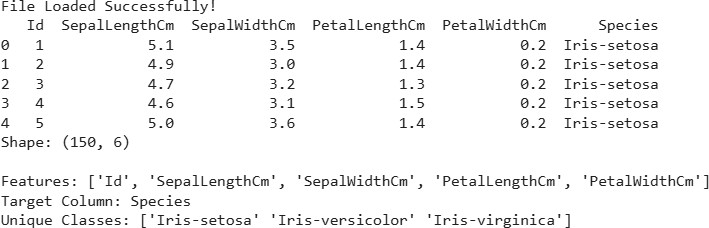 File Loaded Successfully!
   Id  SepalLengthCm  SepalWidthCm  PetalLengthCm  PetalWidthCm      Species
0   1            5.1           3.5            1.4           0.2  Iris-setosa
1   2            4.9           3.0            1.4           0.2  Iris-setosa
2   3            4.7           3.2            1.3           0.2  Iris-setosa
3   4            4.6           3.1            1.5           0.2  Iris-setosa
4   5            5.0           3.6            1.4           0.2  Iris-setosa
Shape: (150, 6)

Features: ['Id', 'SepalLengthCm', 'SepalWidthCm', 'PetalLengthCm', 'PetalWidthCm']
Target Column: Species
Unique Classes: ['Iris-setosa' 'Iris-versicolor' 'Iris-virginica']